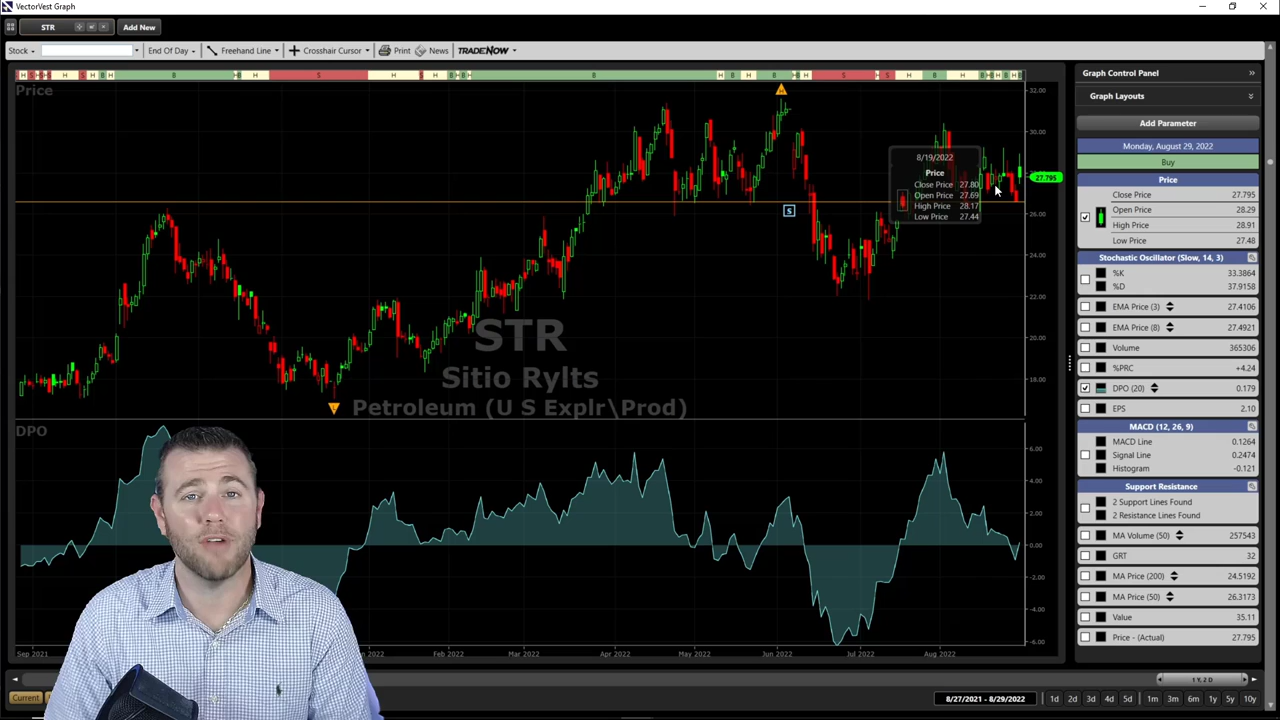 VectorVest Graph
STR
Add New
Stock
End Of Day
Freehand Line
Crosshair Cursor
Print
News
TRADENOW
Price
32.00
30.00
27.795
26.00
24.00
22.00
20.00
18.00
8/19/2022
Price
Close Price 27.80
Open Price 27.69
High Price 28.17
Low Price 27.44
STR
Sitio Rylts
Petroleum (U S Explr\Prod)
DPO
6.00
4.00
2.00
0.00
-2.00
-4.00
-6.00
Sep 2021
2022
Feb 2022
Mar 2022
Apr 2022
May 2022
Jun 2022
Jul 2022
Aug 2022
Current
8/27/2021 - 8/29/2022
1 Y, 2 D
1d 2d 3d 4d 5d 1m 3m 6m 1y 5y 10y
Graph Control Panel
Graph Layouts
Add Parameter
Monday, August 29, 2022
Buy
Price
Close Price 27.795
Open Price 28.29
High Price 28.91
Low Price 27.48
Stochastic Oscillator (Slow, 14, 3)
%K 33.3864
%D 37.9158
EMA Price (3) 27.4106
EMA Price (8) 27.4921
Volume 365306
%PRC +4.24
DPO (20) 0.179
EPS 2.10
MACD (12, 26, 9)
MACD Line 0.1264
Signal Line 0.2474
Histogram -0.121
Support Resistance
2 Support Lines Found
2 Resistance Lines Found
MA Volume (50) 257543
GRT 32
MA Price (200) 24.5192
MA Price (50) 26.3173
Value 35.11
Price - (Actual) 27.795